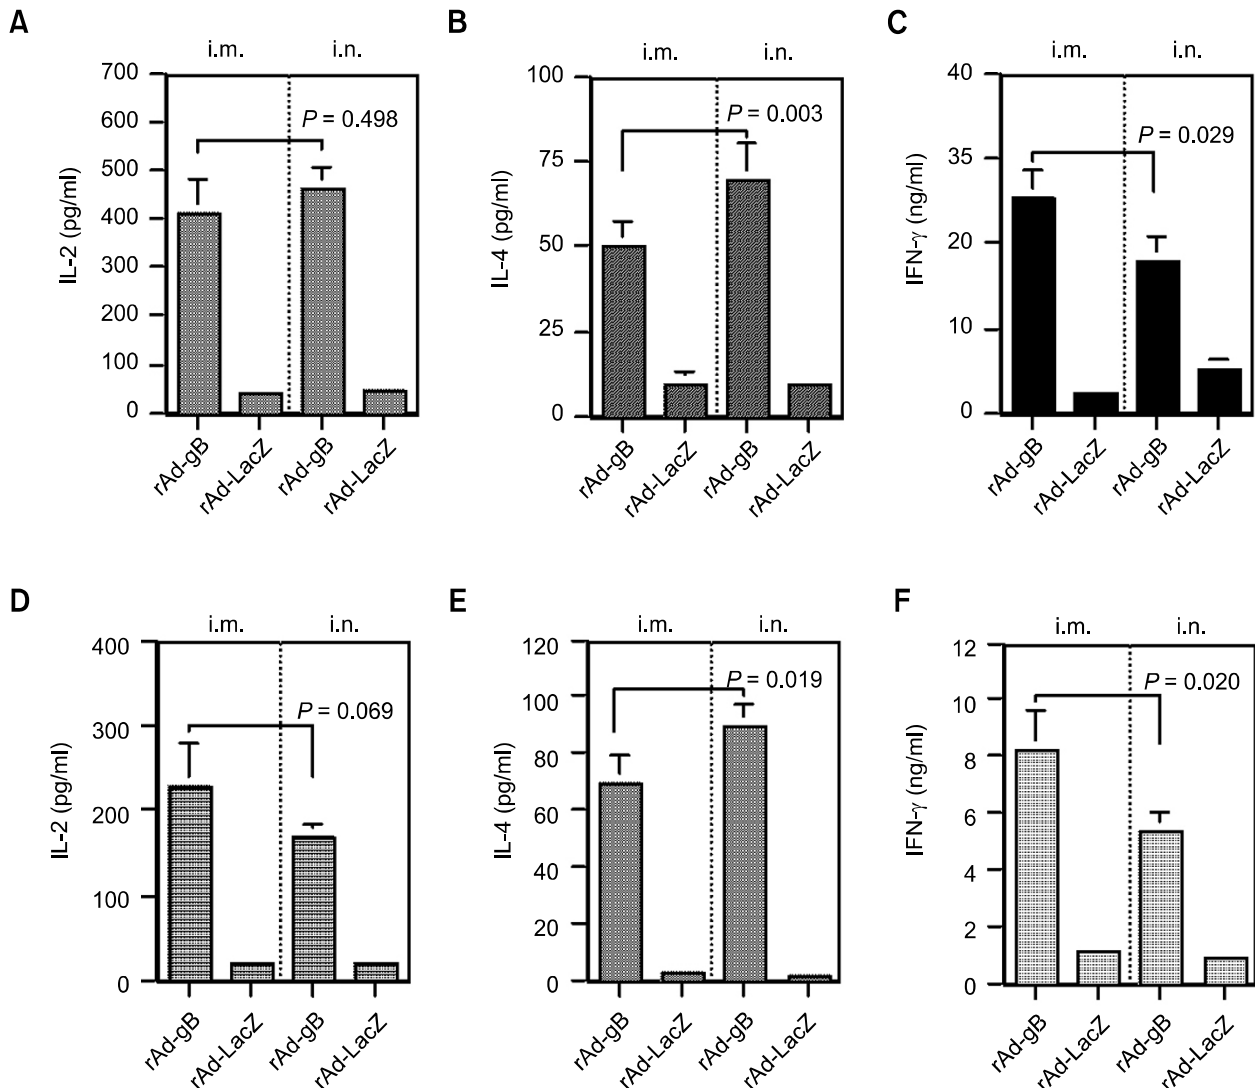 A
i.m.
i.n.
700
600
500
400
300
200
100
0
IL-2 (pg/ml)
P = 0.498
rAd-gB
rAd-LacZ
rAd-gB
rAd-LacZ
B
i.m.
i.n.
100
75
50
25
0
IL-4 (pg/ml)
P = 0.003
rAd-gB
rAd-LacZ
rAd-gB
rAd-LacZ
C
i.m.
i.n.
40
35
20
10
0
IFN-γ (ng/ml)
P = 0.029
rAd-gB
rAd-LacZ
rAd-gB
rAd-LacZ
D
i.m.
i.n.
400
300
200
100
0
IL-2 (pg/ml)
P = 0.069
rAd-gB
rAd-LacZ
rAd-gB
rAd-LacZ
E
i.m.
i.n.
120
100
80
60
40
20
0
IL-4 (pg/ml)
P = 0.019
rAd-gB
rAd-LacZ
rAd-gB
rAd-LacZ
F
i.m.
i.n.
12
10
8
6
4
2
0
IFN-γ (ng/ml)
P = 0.020
rAd-gB
rAd-LacZ
rAd-gB
rAd-LacZ